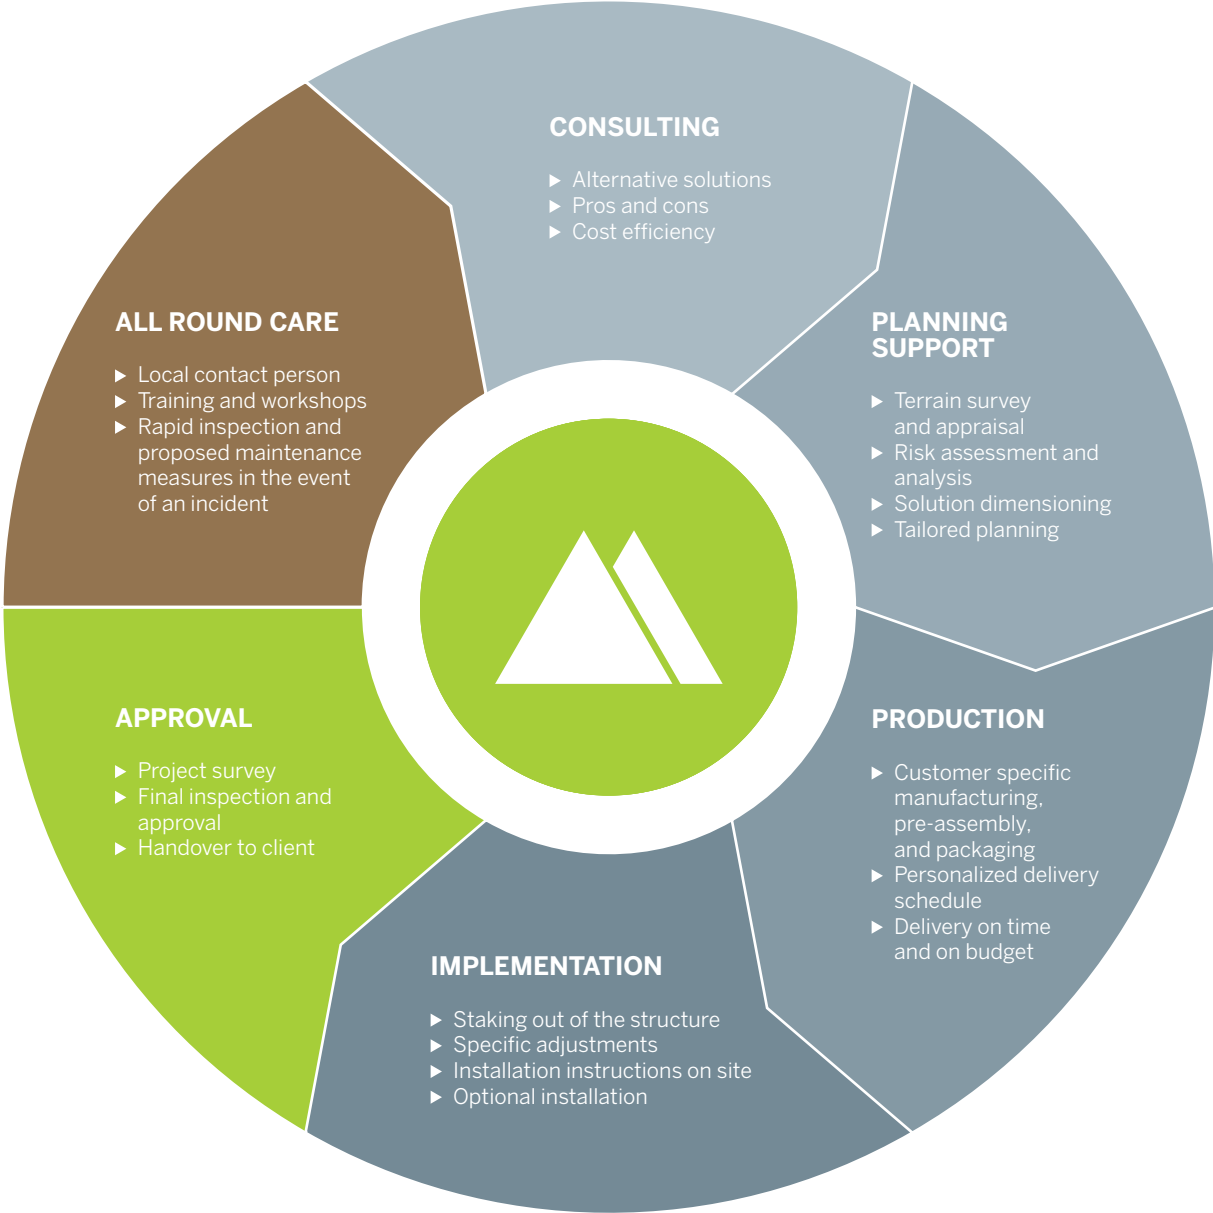 CONSULTING
▶ Alternative solutions
▶ Pros and cons
▶ Cost efficiency
PLANNING
SUPPORT
▶ Terrain survey
and appraisal
▶ Risk assessment and
analysis
▶ Solution dimensioning
▶ Tailored planning
PRODUCTION
▶ Customer specific
manufacturing,
pre-assembly,
and packaging
▶ Personalized delivery
schedule
▶ Delivery on time
and on budget
IMPLEMENTATION
▶ Staking out of the structure
▶ Specific adjustments
▶ Installation instructions on site
▶ Optional installation
APPROVAL
▶ Project survey
▶ Final inspection and
approval
▶ Handover to client
ALL ROUND CARE
▶ Local contact person
▶ Training and workshops
▶ Rapid inspection and
proposed maintenance
measures in the event
of an incident